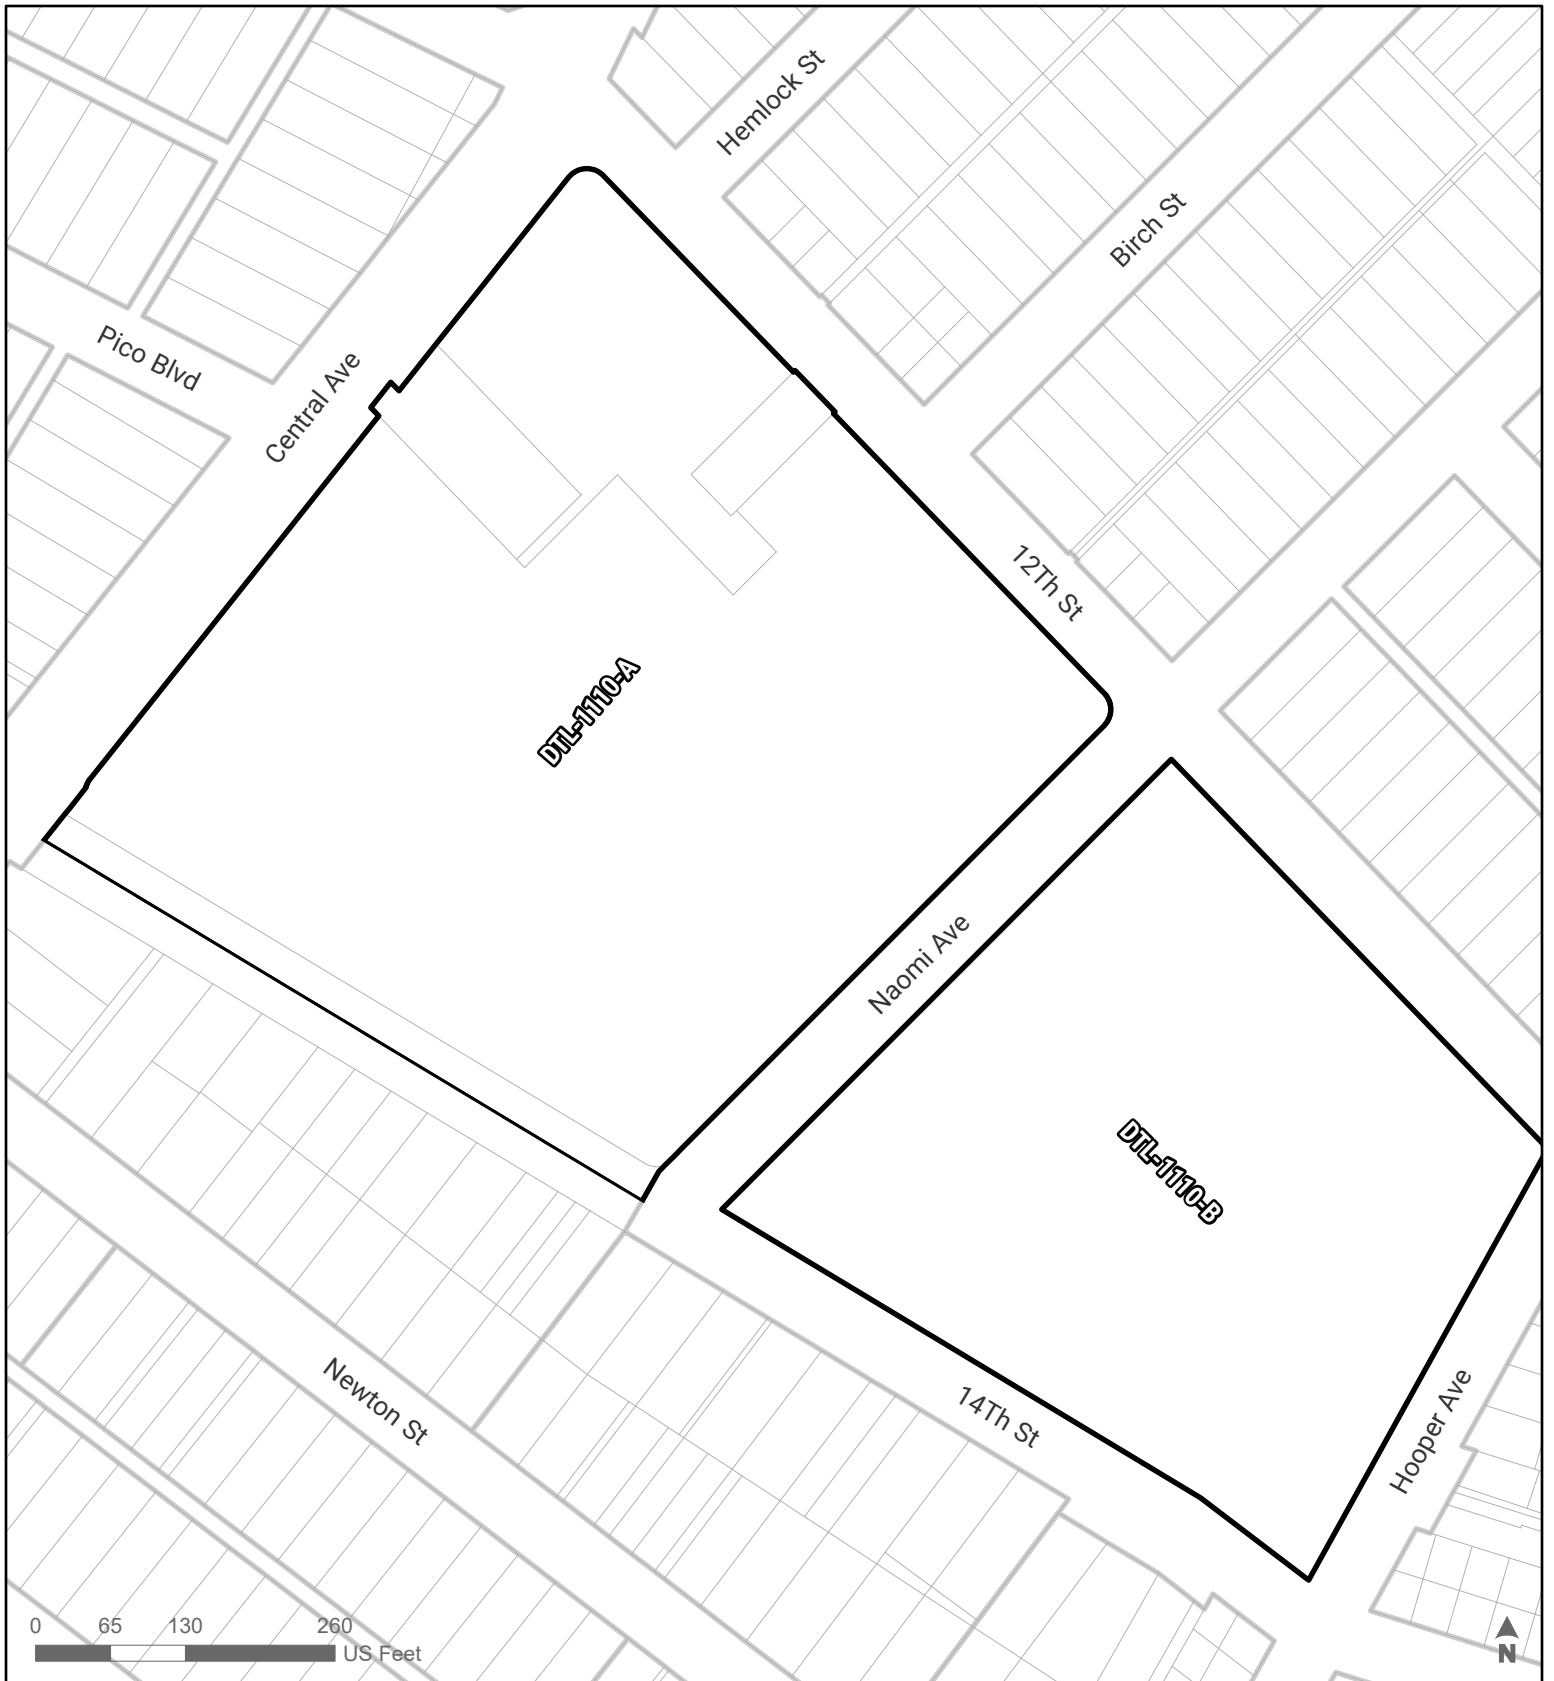 Hemlock St
Birch St
Pico Blvd
Central Ave
12Th St
DTL-1110-A
Naomi Ave
DTL-1110-B
Newton St
14Th St
Hooper Ave
0 65 130 260
US Feet
N